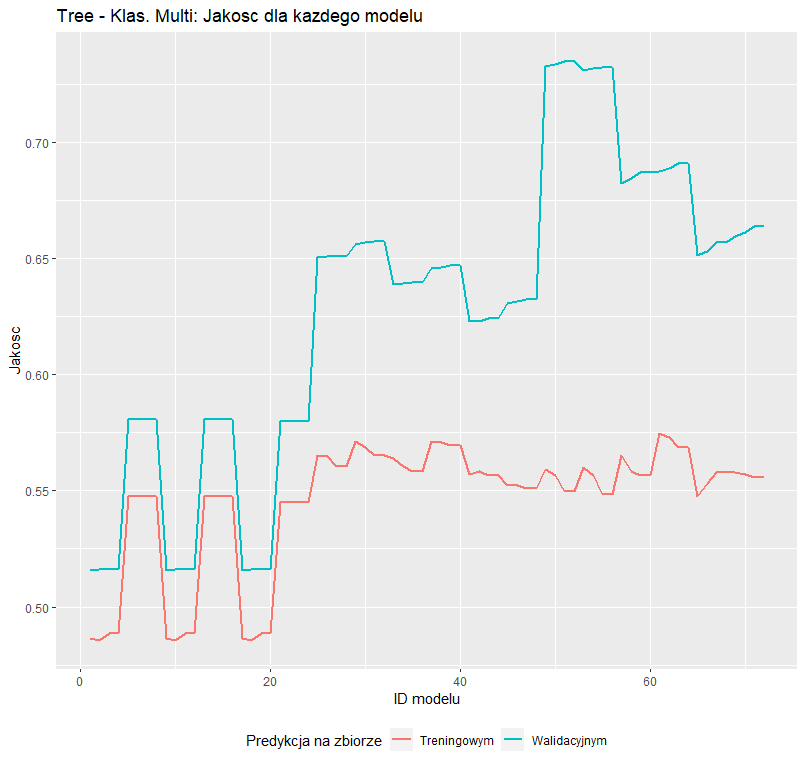 Tree - Klas. Multi: Jakosc dla kazdego modelu
Jakosc
0.70
0.65
0.60
0.55
0.50
0 20 40 60
ID modelu
Predykcja na zbiorze Treningowym Walidacyjnym